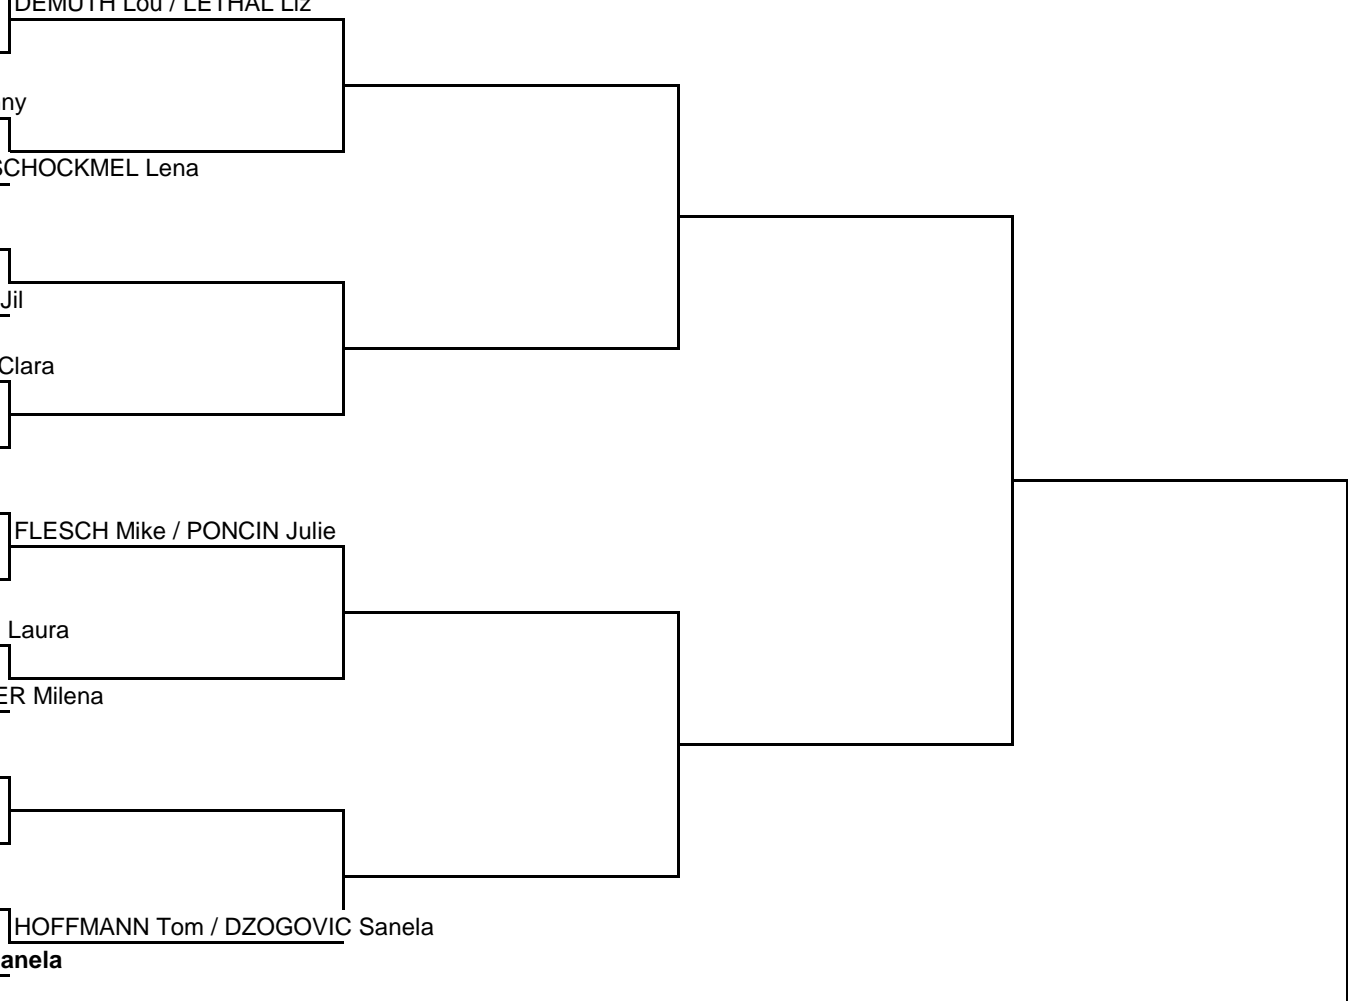 DEMUTH Lou / LETHAL Liz
ny
SCHOCKMEL Lena
Jil
Clara
FLESCH Mike / PONCIN Julie
Laura
ER Milena
HOFFMANN Tom / DZOGOVIC Sanela
anela